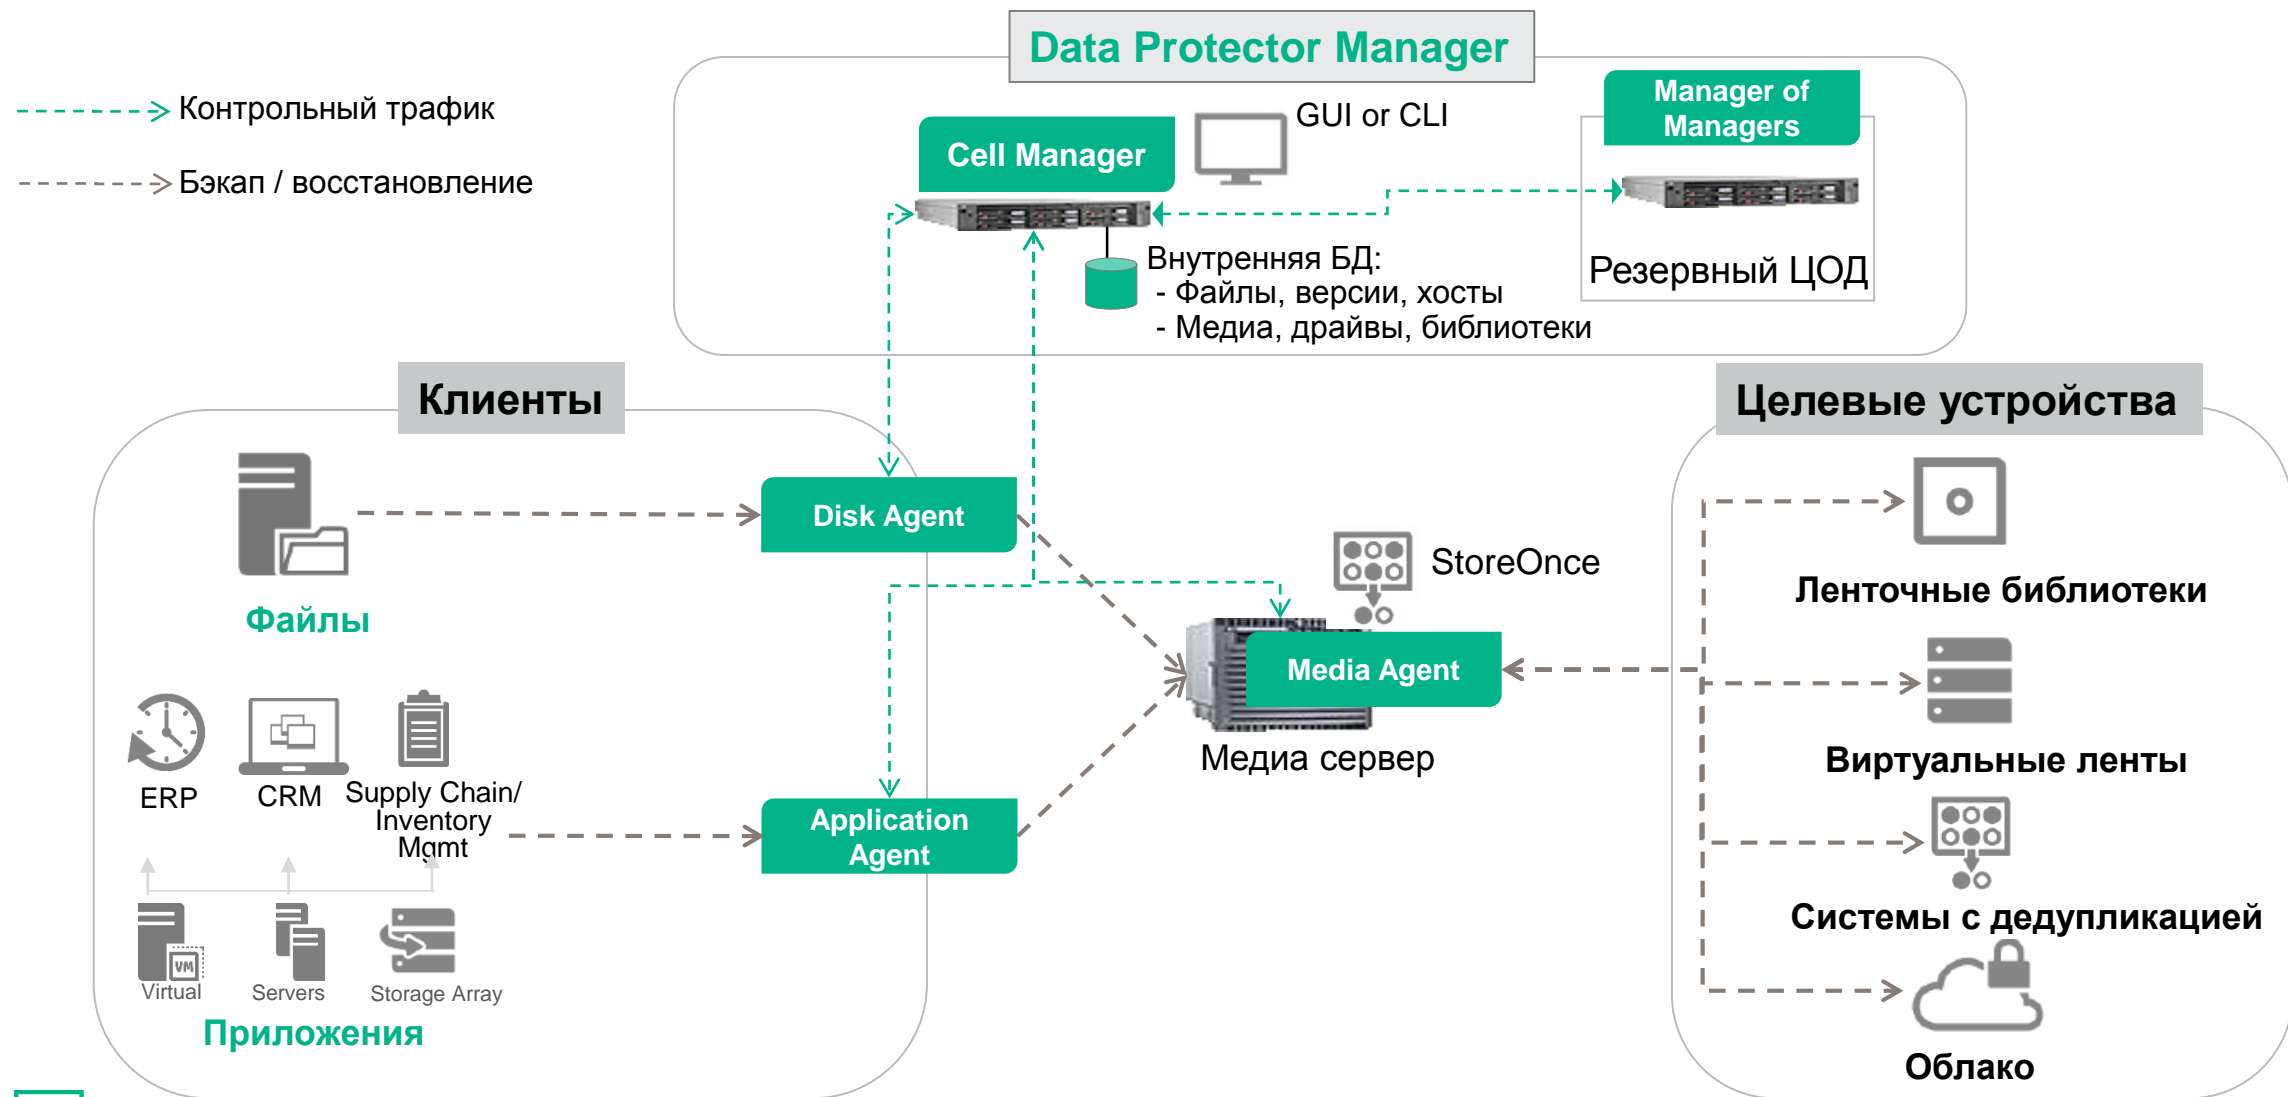 Data Protector Manager
Контрольный трафик
Бэкап / восстановление
Cell Manager
GUI or CLI
Manager of
Managers
Резервный ЦОД
Внутренняя БД:
- Файлы, версии, хосты
- Медиа, драйвы, библиотеки
Клиенты
Файлы
ERP
CRM
Supply Chain/
Inventory
Mgmt
VM
Virtual
Servers
Storage Array
Приложения
Disk Agent
Application
Agent
StoreOnce
Media Agent
Медиа сервер
Целевые устройства
Ленточные библиотеки
Виртуальные ленты
Системы с дедупликацией
Облако